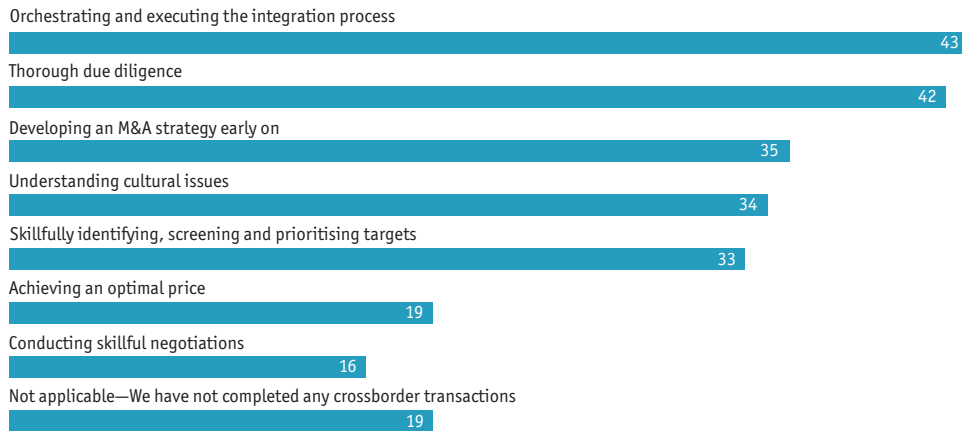 Orchestrating and executing the integration process
43
Thorough due diligence
42
Developing an M&A strategy early on
35
Understanding cultural issues
34
Skillfully identifying, screening and prioritising targets
33
Achieving an optimal price
19
Conducting skillful negotiations
16
Not applicable—We have not completed any crossborder transactions
19